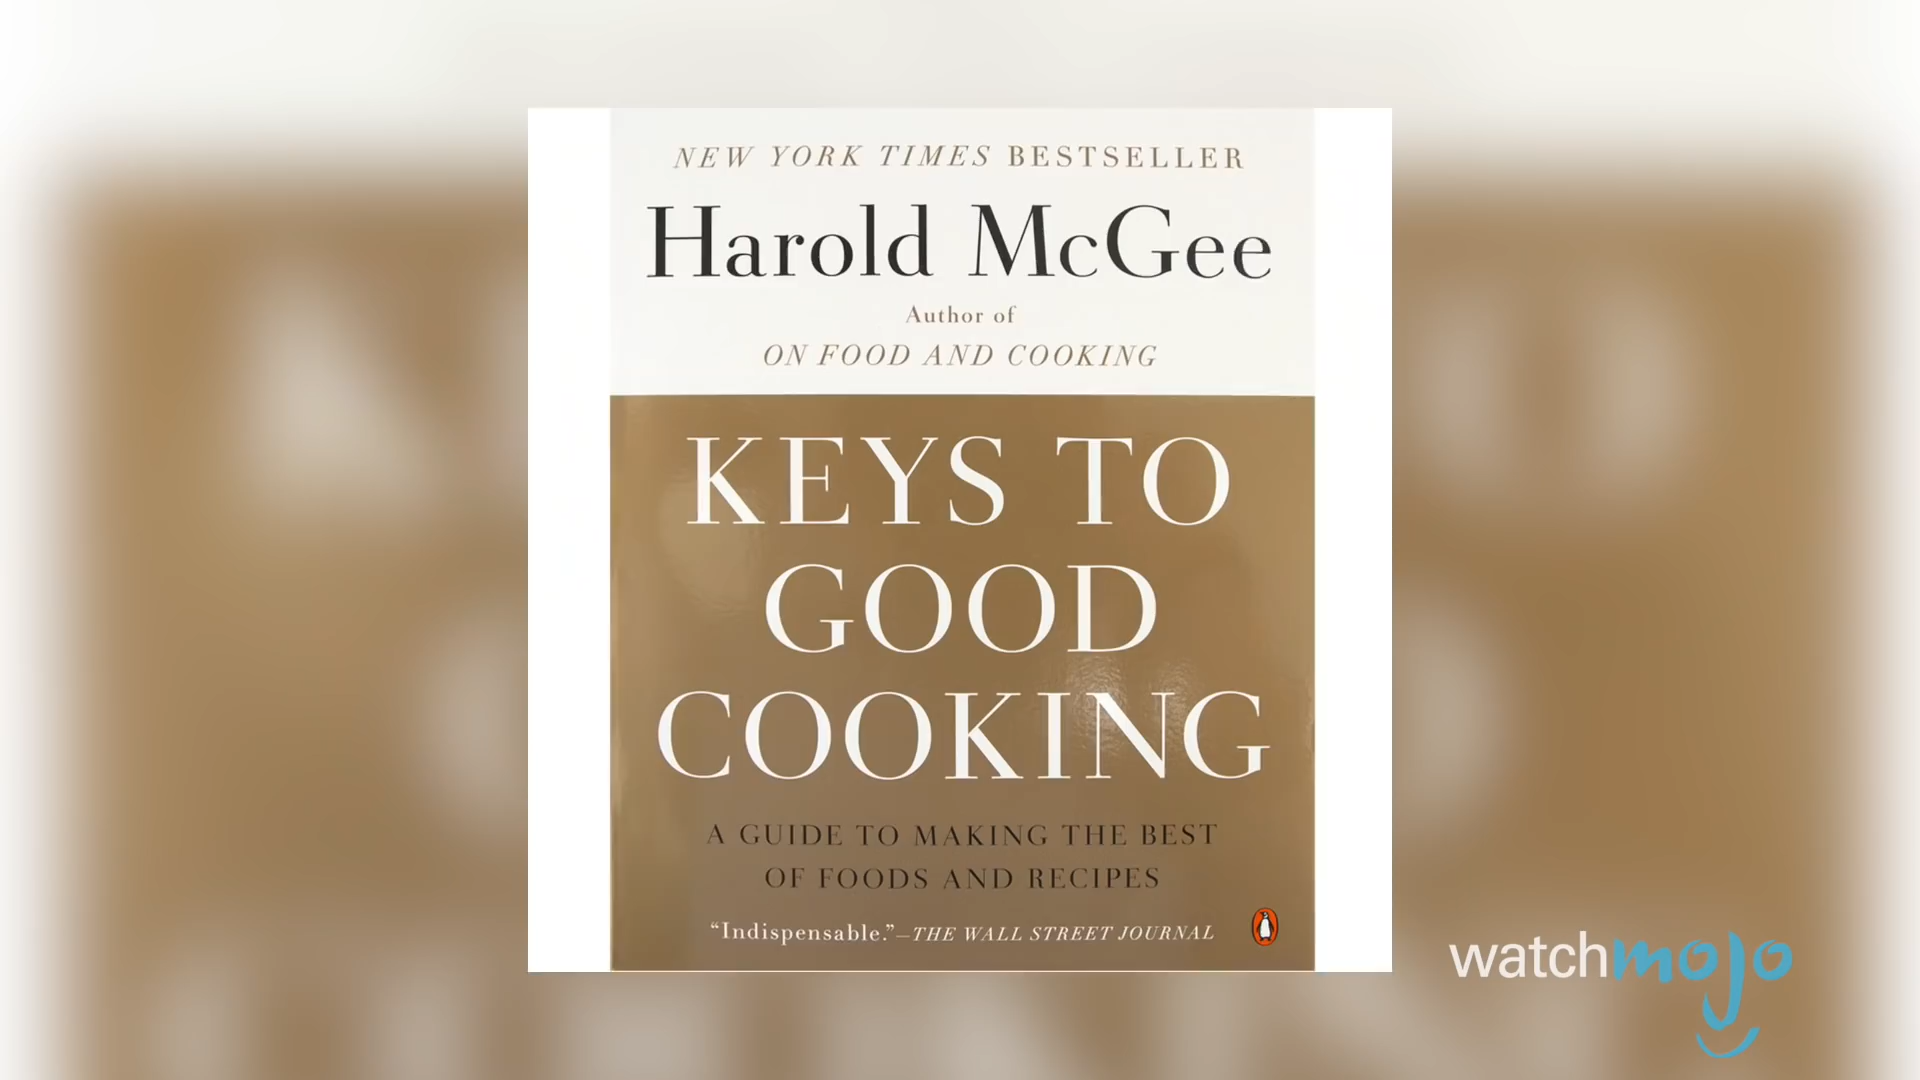 NEW YORK TIMES BESTSELLER
Harold McGee
Author of
ON FOOD AND COOKING
KEYS TO
GOOD
COOKING
A GUIDE TO MAKING THE BEST
OF FOODS AND RECIPES
“Indispensable.”—THE WALL STREET JOURNAL
watchmojo